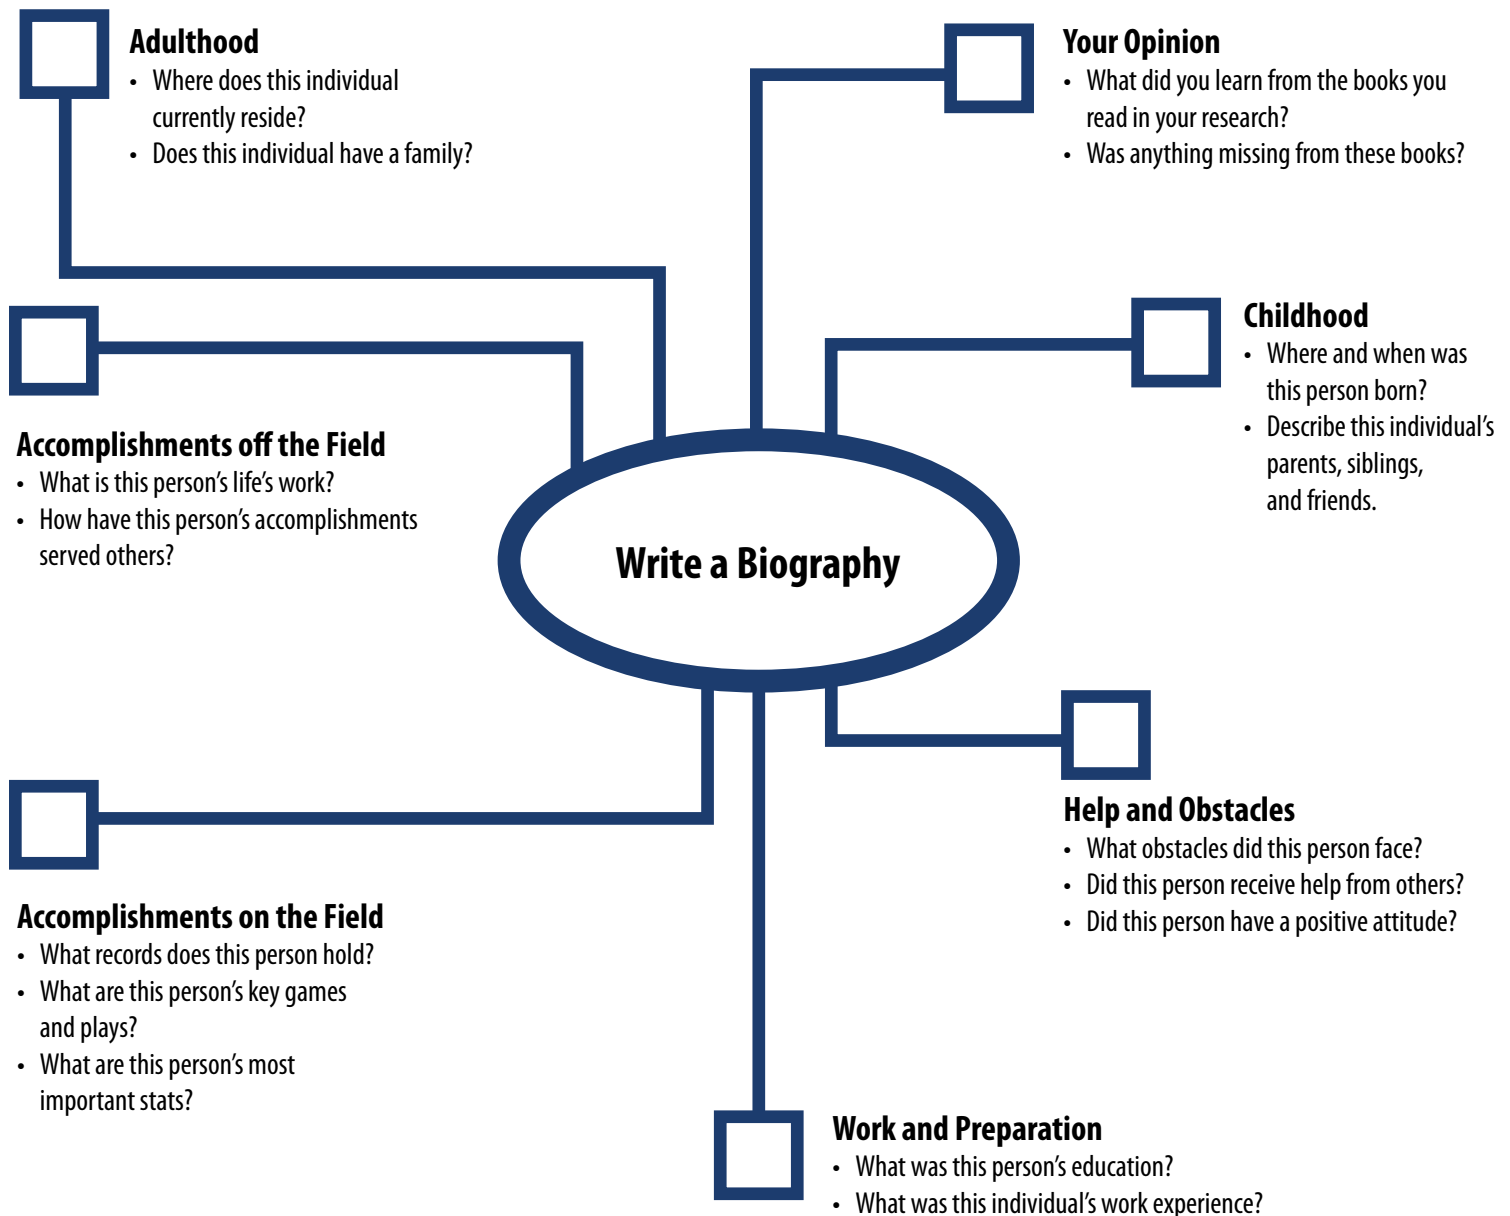 Adulthood
• Where does this individual
currently reside?
• Does this individual have a family?
Your Opinion
• What did you learn from the books you
read in your research?
• Was anything missing from these books?
Childhood
• Where and when was
this person born?
• Describe this individual's
parents, siblings,
and friends.
Accomplishments off the Field
• What is this person's life's work?
• How have this person's accomplishments
served others?
Write a Biography
Help and Obstacles
• What obstacles did this person face?
• Did this person receive help from others?
• Did this person have a positive attitude?
Accomplishments on the Field
• What records does this person hold?
• What are this person's key games
and plays?
• What are this person's most
important stats?
Work and Preparation
• What was this person's education?
• What was this individual's work experience?